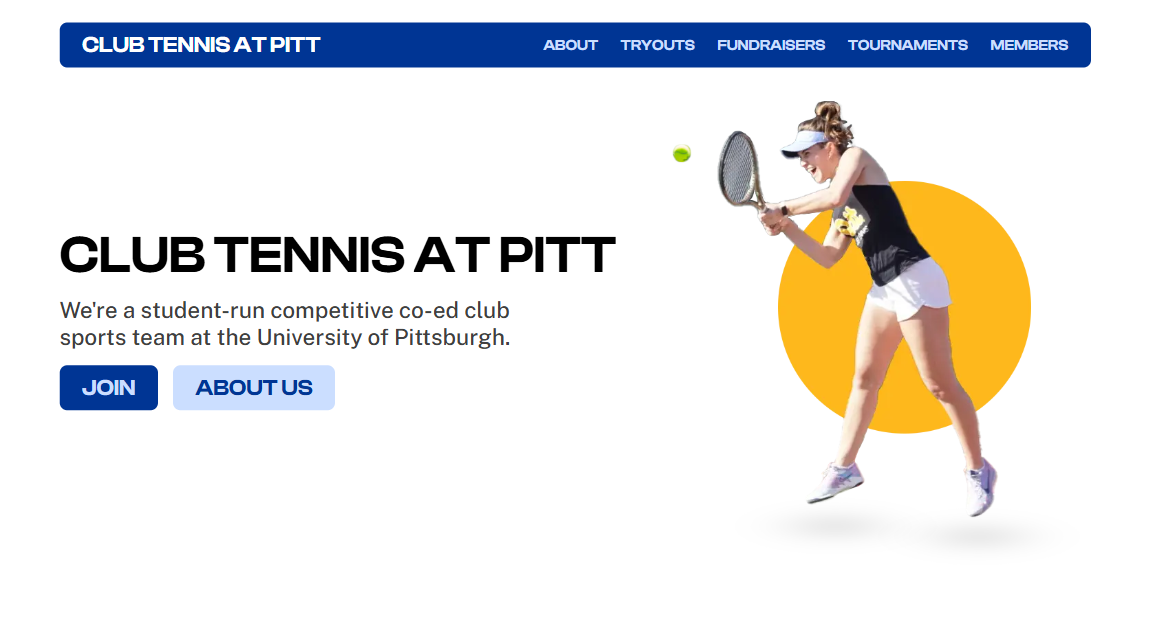 CLUB TENNIS AT PITT
ABOUT TRYOUTS FUNDRAISERS TOURNAMENTS MEMBERS
CLUB TENNIS AT PITT
We're a student-run competitive co-ed club
sports team at the University of Pittsburgh.
JOIN ABOUT US